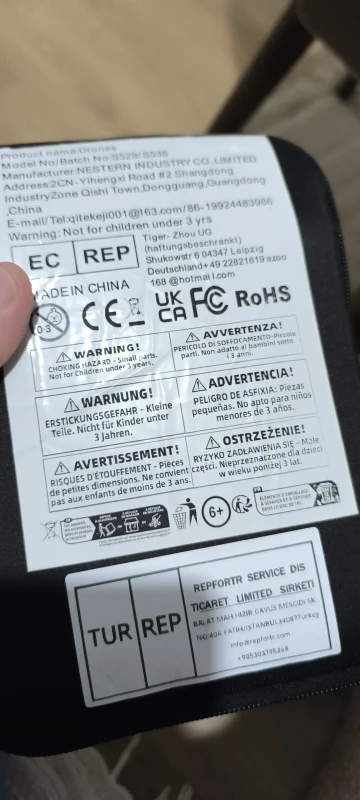 Product name:Drones
Model No/Batch No:S529/S536
Manufacturer:NESTERN INDUSTRY CO.,LIMITED
Address:2CN-Yihengxi Road #2 Shangdong
IndustryZone Qishi Town,Dongguang,Guangdong
,China
E-mail/Tel:qitekeji001@163.com/86-19924483986
Warning: Not for children under 3 yrs
EC REP
Tiger- Zhou UG
(haftungsbeschrankt)
Shukowstr 6 04347 Leipzig
Deutschland+49 22821619 azoo
168 @hotmail.com
MADE IN CHINA
0-3
CE
UK
CA
FC
RoHS
WARNING!
CHOKING HAZARD - Small parts.
Not for Children under 3 years.
AVVERTENZA!
PERICOLO DI SOFFOCAMENTO-Piccole
parti. Non adatto ai bambini sotto
i 3 anni.
WARNUNG!
ERSTICKUNGSGEFAHR - Kleine
Teile. Nicht für Kinder unter
3 Jahren.
ADVERTENCIA!
PELIGRO DE ASFIXIA: Piezas
pequeñas. No apto para niños
menores de 3 años.
AVERTISSEMENT!
RISQUES D'ÉTOUFFEMENT - Pièces
de petites dimensions. Ne convient
pas aux enfants de moins de 3 ans.
OSTRZEŻENIE!
RYZYKO ZADŁAWIENIA SIĘ - Małe
części. Nieprzeznaczone dla dzieci
w wieku poniżej 3 lat.
6+
TUR REP
REPFORTR SERVICE DIS
TICARET LIMITED SIRKETI
BALAT MAH HIZIR CAVUS MESCIDI SK
NO:40A FATIH/ISTANBUL 34087Turkey
info@repfortr.com
+905303795268